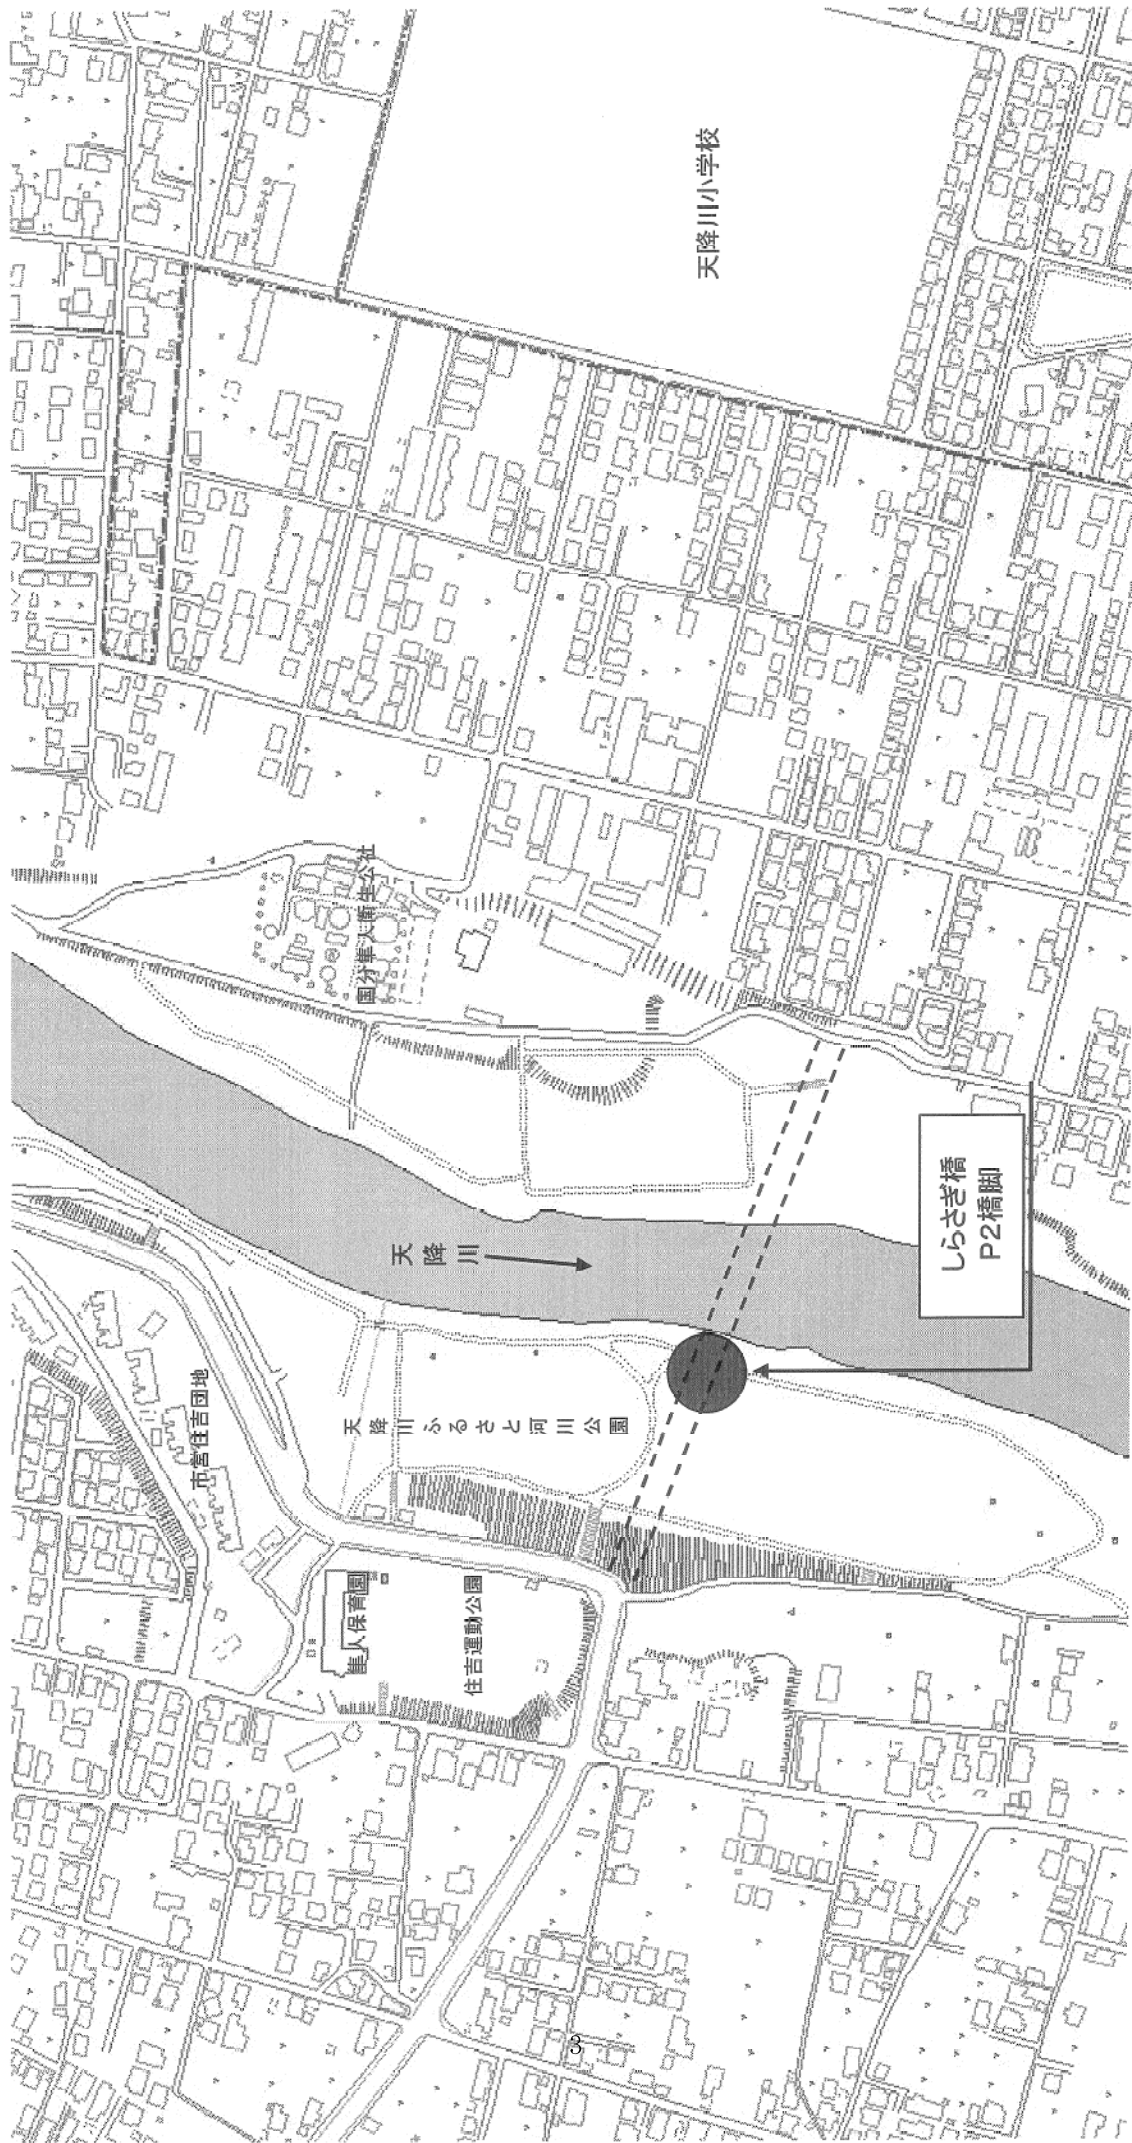 天降川小学校
国分隼人衛生公社
天降川
しらさぎ橋
P2橋脚
天降川ふるさと河川公園
市営住吉団地
隼人保育園
住吉運動公園
3